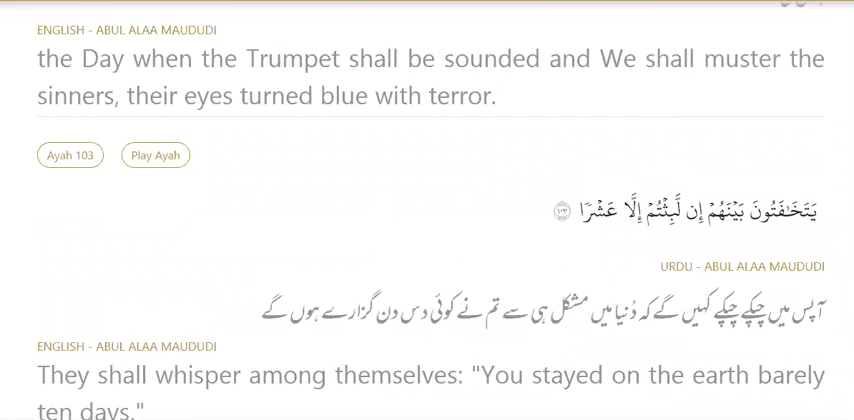 ENGLISH - ABUL ALAA MAUDUDI
the Day when the Trumpet shall be sounded and We shall muster the
sinners, their eyes turned blue with terror.
Ayah 103 Play Ayah
يَتَخَـٰفَتُونَ بَيْنَهُمْ إِن لَّبِثْتُمْ إِلَّا عَشْرًا ١٠٣
URDU - ABUL ALAA MAUDUDI
آپس میں چپکے چپکے کہیں گے کہ دُنیا میں مشکل ہی سے تم نے کوئی دس دن گزارے ہوں گے
ENGLISH - ABUL ALAA MAUDUDI
They shall whisper among themselves: "You stayed on the earth barely
ten days."